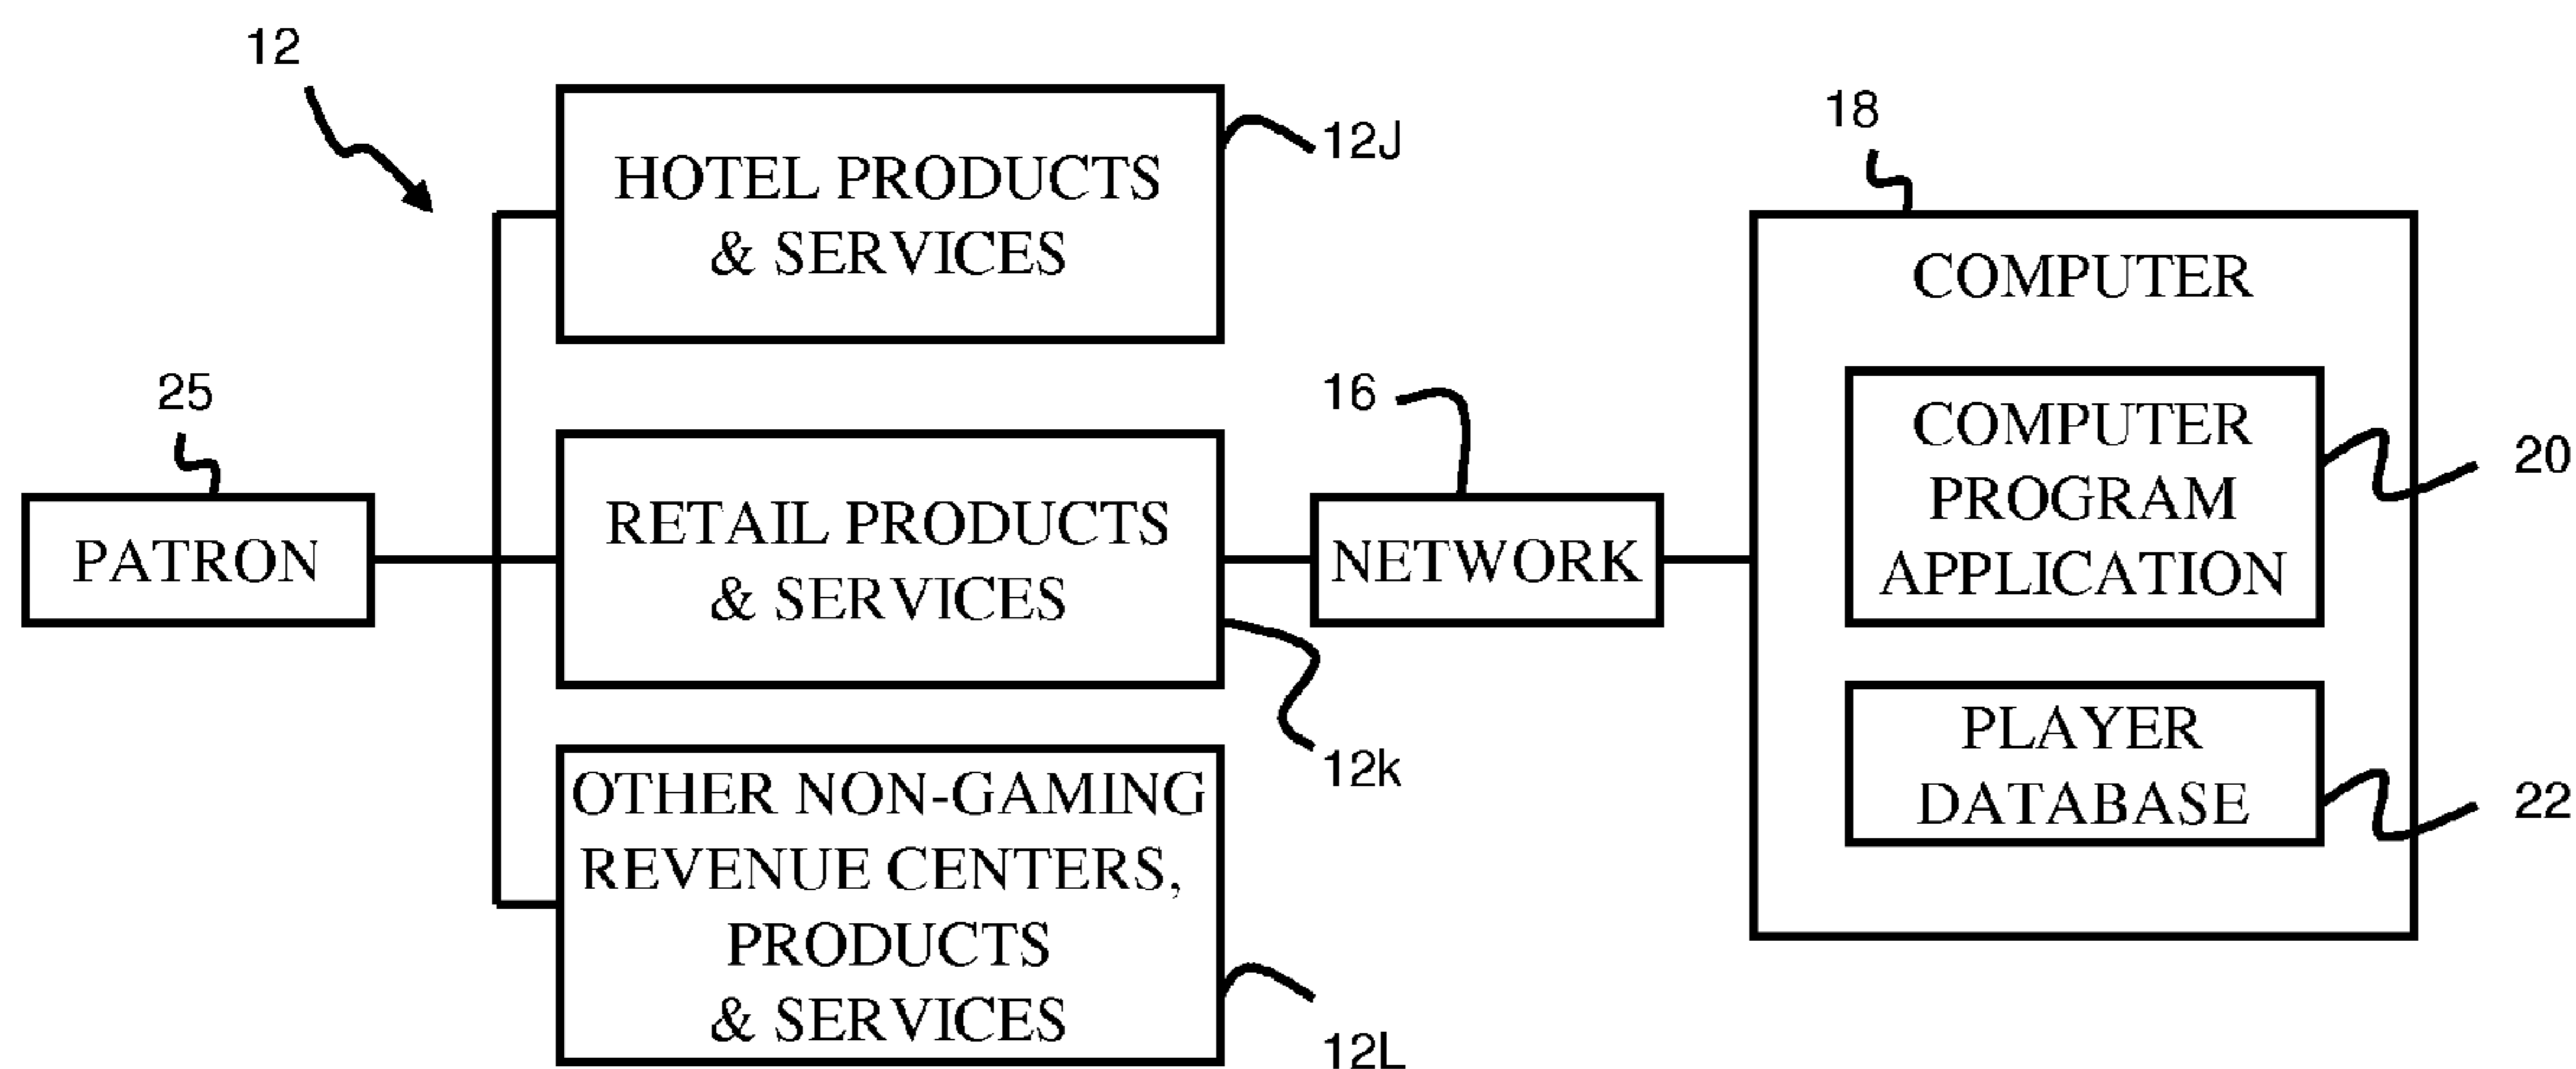 12
HOTEL PRODUCTS
& SERVICES
12J
25
PATRON
RETAIL PRODUCTS
& SERVICES
12k
OTHER NON-GAMING
REVENUE CENTERS,
PRODUCTS
& SERVICES
12L
16
NETWORK
18
COMPUTER
COMPUTER
PROGRAM
APPLICATION
20
PLAYER
DATABASE
22